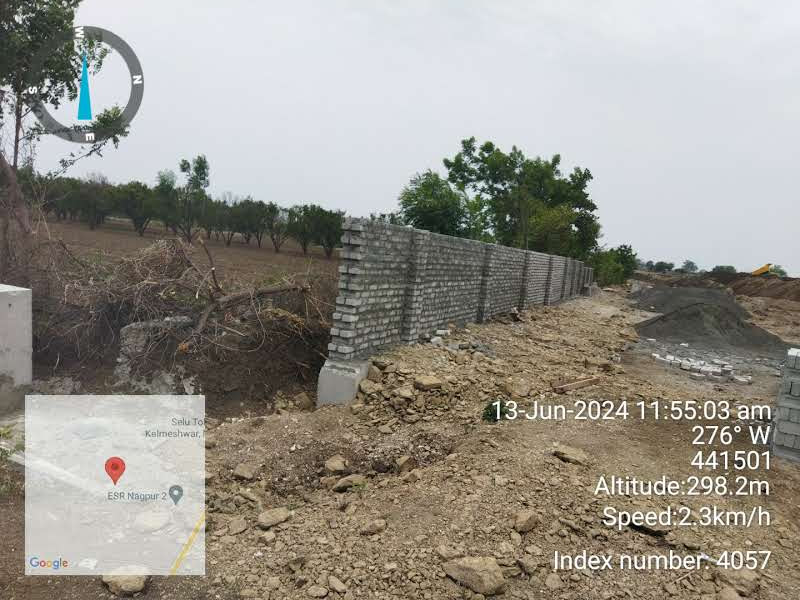 W
N
S
E
Selu To
Kelmeshwar,
ESR Nagpur 2
Google
13-Jun-2024 11:55:03 am
276° W
441501
Altitude:298.2m
Speed:2.3km/h
Index number: 4057